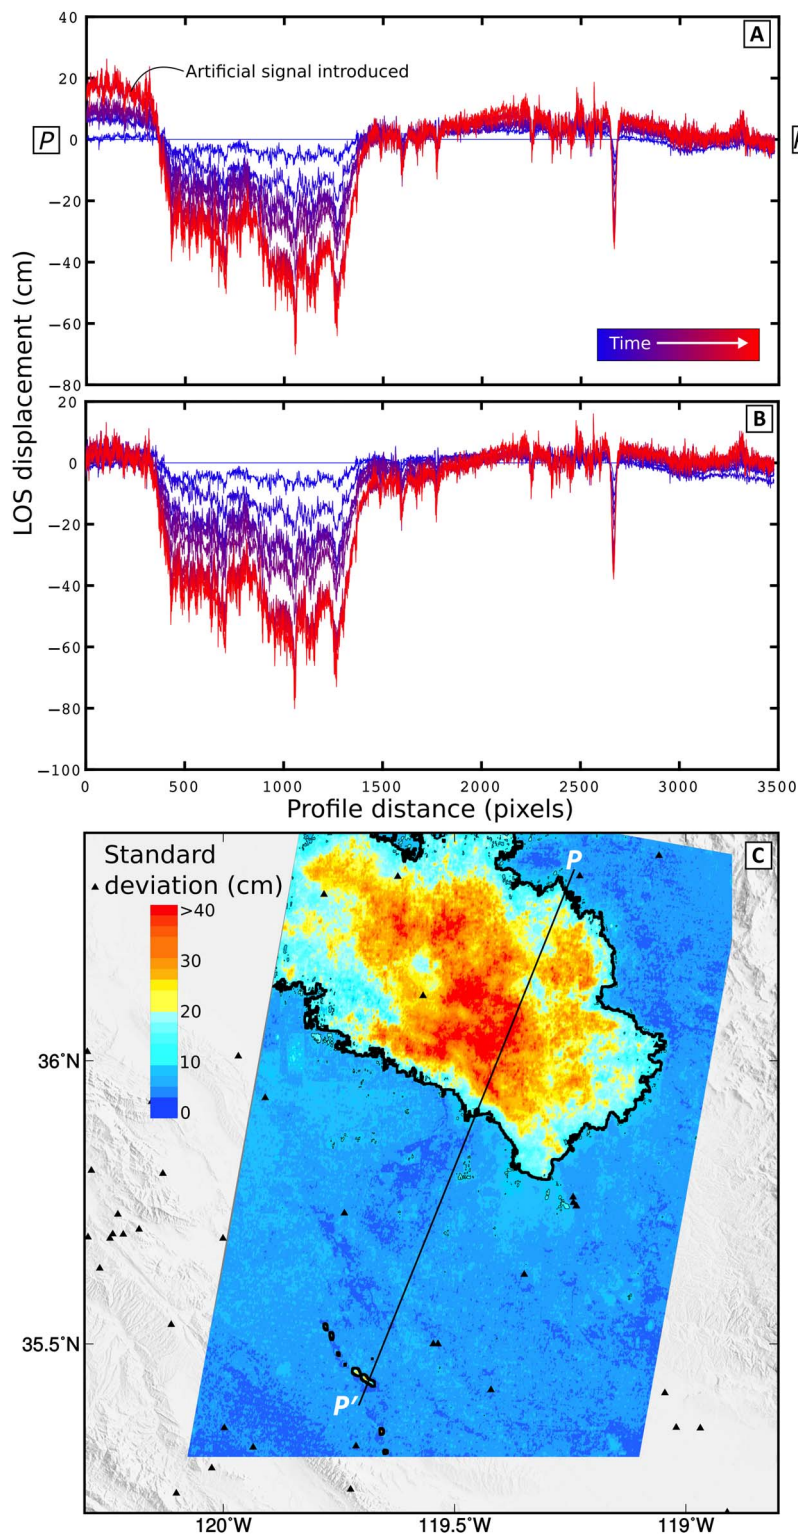 40
A
20
Artificial signal introduced
P
0
−20
−40
−60
Time
−80
LOS displacement (cm)
20
B
0
−20
−40
−60
−80
−100
0 500 1000 1500 2000 2500 3000 3500
Profile distance (pixels)
C
Standard
deviation (cm)
>40
30
20
10
0
P
P′
36°N
35.5°N
120°W 119.5°W 119°W